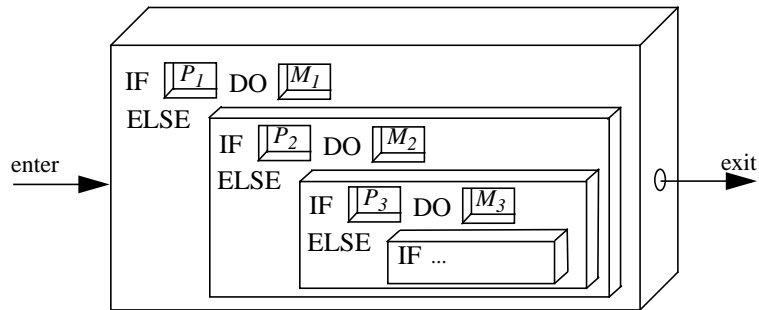 IF P1 DO M1
ELSE
IF P2 DO M2
ELSE
IF P3 DO M3
ELSE
IF ...
enter
exit